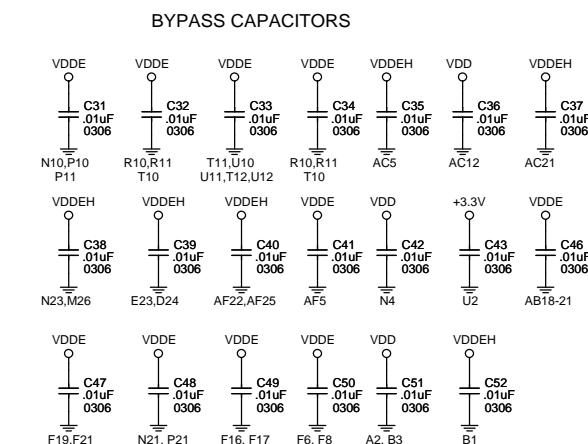 BYPASS CAPACITORS
VDDE VDDE VDDE VDDE VDDEH VDD VDDEH
C31 C32 C33 C34 C35 C36 C37
.01uF .01uF .01uF .01uF .01uF .01uF .01uF
0306 0306 0306 0306 0306 0306 0306
N10,P10 R10,R11 T11,U10 R10,R11 AC5 AC12 AC21
P11 T10 U11,T12,U12 T10
VDDEH VDDEH VDDEH VDDE VDD +3.3V VDDE
C38 C39 C40 C41 C42 C43 C46
.01uF .01uF .01uF .01uF .01uF .01uF .01uF
0306 0306 0306 0306 0306 0306 0306
N23,M26 E23,D24 AF22,AF25 AF5 N4 U2 AB18-21
VDDE VDDE VDDE VDDE VDD VDDEH
C47 C48 C49 C50 C51 C52
.01uF .01uF .01uF .01uF .01uF .01uF
0306 0306 0306 0306 0306 0306
F19,F21 N21, P21 F16, F17 F6, F8 A2, B3 B1